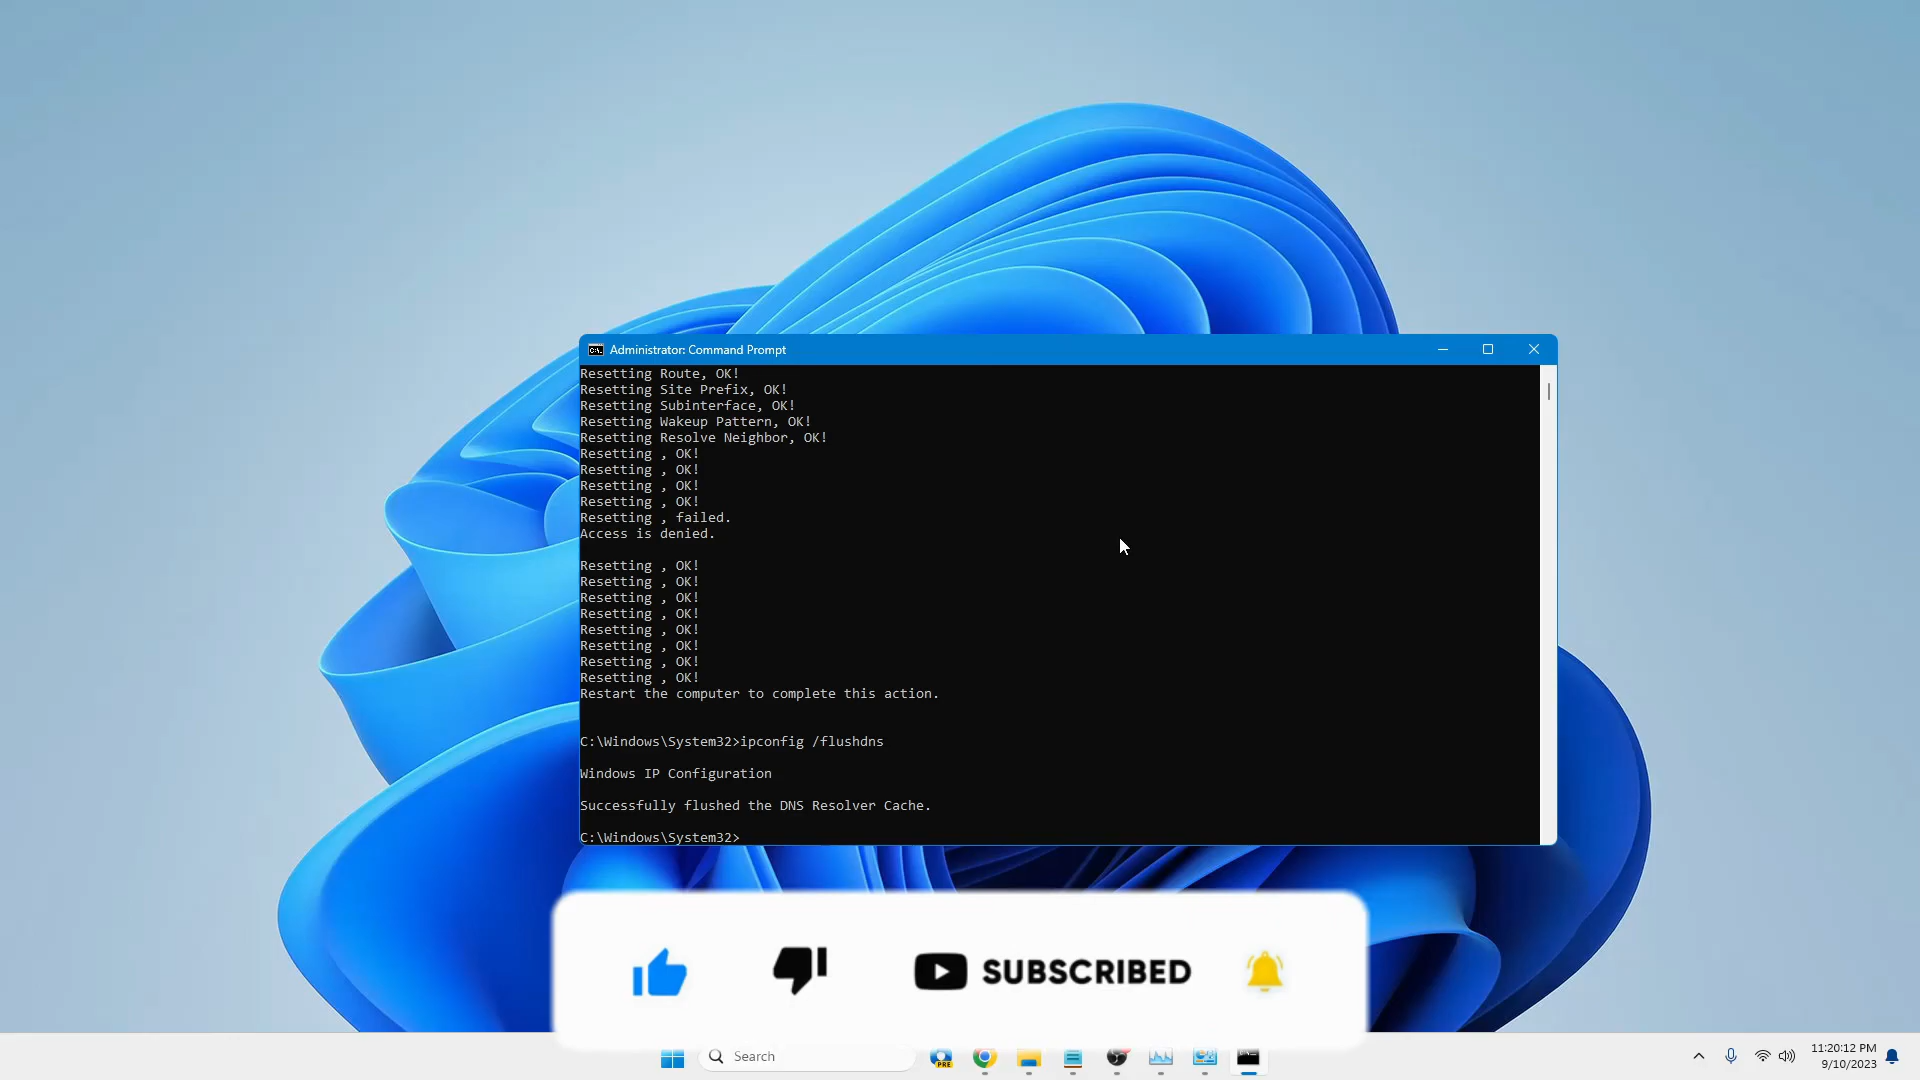 Administrator: Command Prompt
Resetting Route, OK!
Resetting Site Prefix, OK!
Resetting Subinterface, OK!
Resetting Wakeup Pattern, OK!
Resetting Resolve Neighbor, OK!
Resetting , OK!
Resetting , OK!
Resetting , OK!
Resetting , OK!
Resetting , failed.
Access is denied.
Resetting , OK!
Resetting , OK!
Resetting , OK!
Resetting , OK!
Resetting , OK!
Resetting , OK!
Resetting , OK!
Resetting , OK!
Restart the computer to complete this action.
C:\Windows\System32>ipconfig /flushdns
Windows IP Configuration
Successfully flushed the DNS Resolver Cache.
C:\Windows\System32>
SUBSCRIBED
Search
PRE
11:20:12 PM
9/10/2023